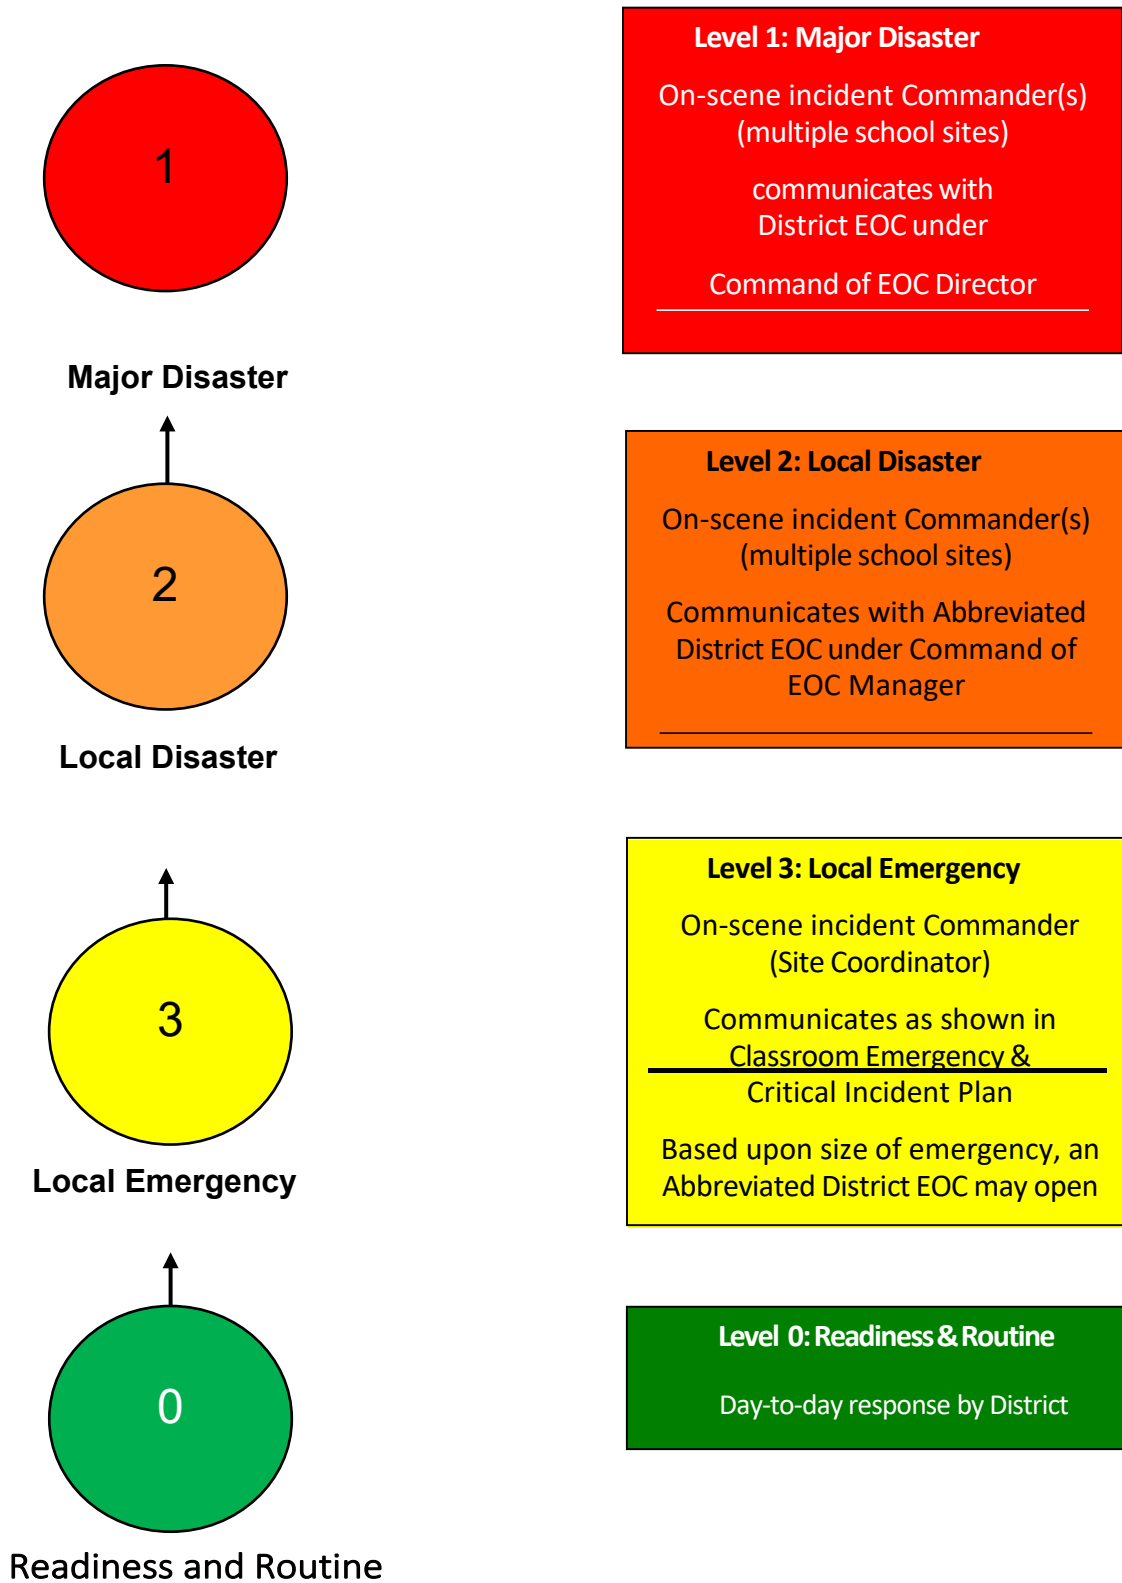 1
Major Disaster
2
Local Disaster
3
Local Emergency
0
Readiness and Routine
Level 1: Major Disaster
On-scene incident Commander(s)
(multiple school sites)
communicates with
District EOC under
Command of EOC Director
Level 2: Local Disaster
On-scene incident Commander(s)
(multiple school sites)
Communicates with Abbreviated
District EOC under Command of
EOC Manager
Level 3: Local Emergency
On-scene incident Commander
(Site Coordinator)
Communicates as shown in
Classroom Emergency &
Critical Incident Plan
Based upon size of emergency, an
Abbreviated District EOC may open
Level 0: Readiness & Routine
Day-to-day response by District